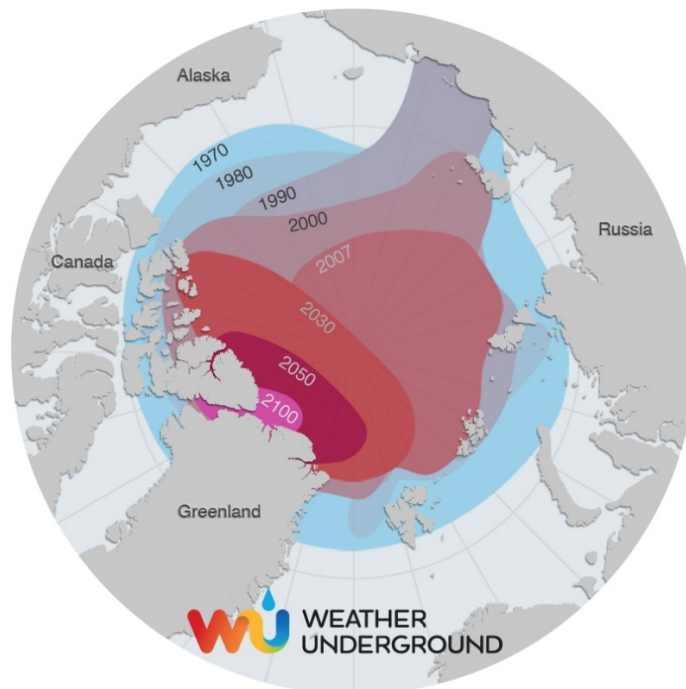 Alaska
1970
1980
1990
2000
Russia
Canada
2007
2030
2050
2100
Greenland
WU WEATHER
UNDERGROUND